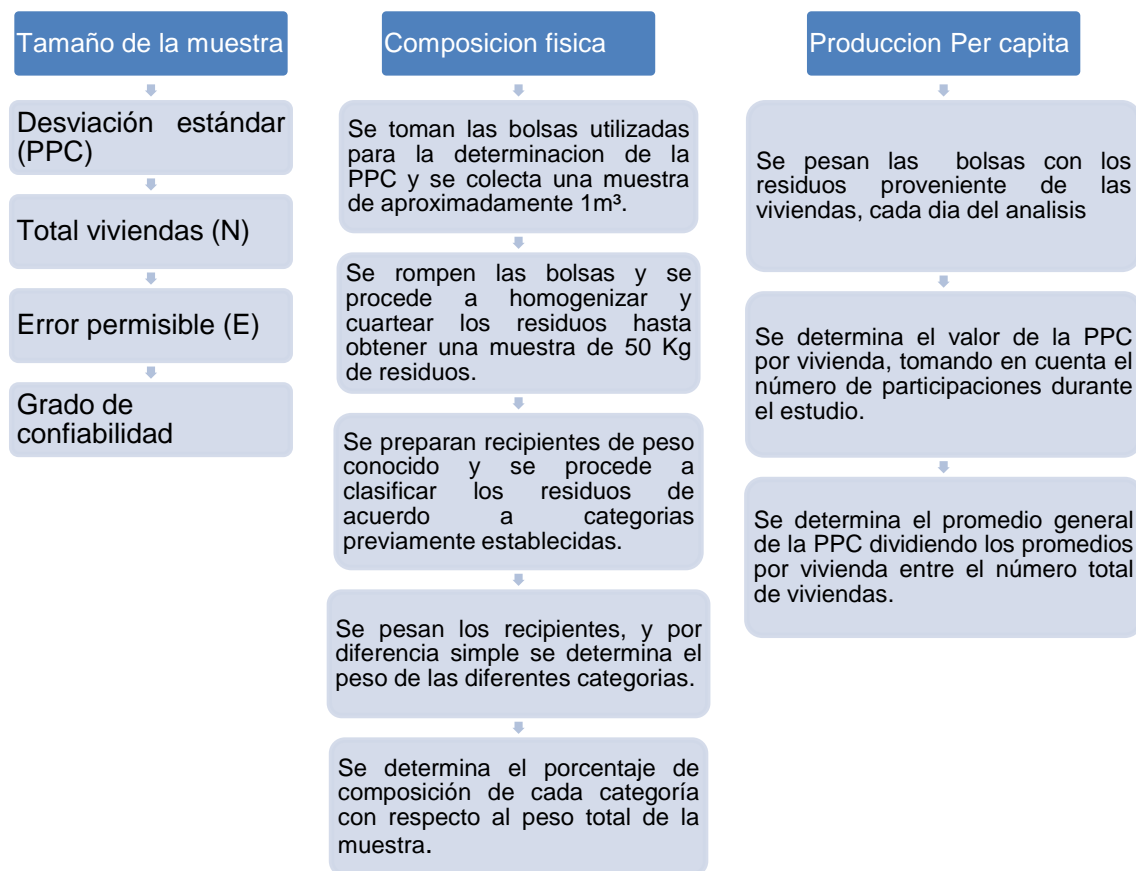 Tamaño de la muestra
Desviación estándar
(PPC)
Total viviendas (N)
Error permisible (E)
Grado de
confiabilidad
Composicion fisica
Se toman las bolsas utilizadas
para la determinacion de la
PPC y se colecta una muestra
de aproximadamente 1m³.
Se rompen las bolsas y se
procede a homogenizar y
cuartear los residuos hasta
obtener una muestra de 50 Kg
de residuos.
Se preparan recipientes de peso
conocido y se procede a
clasificar los residuos de
acuerdo a categorias
previamente establecidas.
Se pesan los recipientes, y por
diferencia simple se determina el
peso de las diferentes categorias.
Se determina el porcentaje de
composición de cada categoría
con respecto al peso total de la
muestra.
Produccion Per capita
Se pesan las bolsas con los
residuos proveniente de las
viviendas, cada dia del analisis
Se determina el valor de la PPC
por vivienda, tomando en cuenta el
número de participaciones durante
el estudio.
Se determina el promedio general
de la PPC dividiendo los promedios
por vivienda entre el número total
de viviendas.